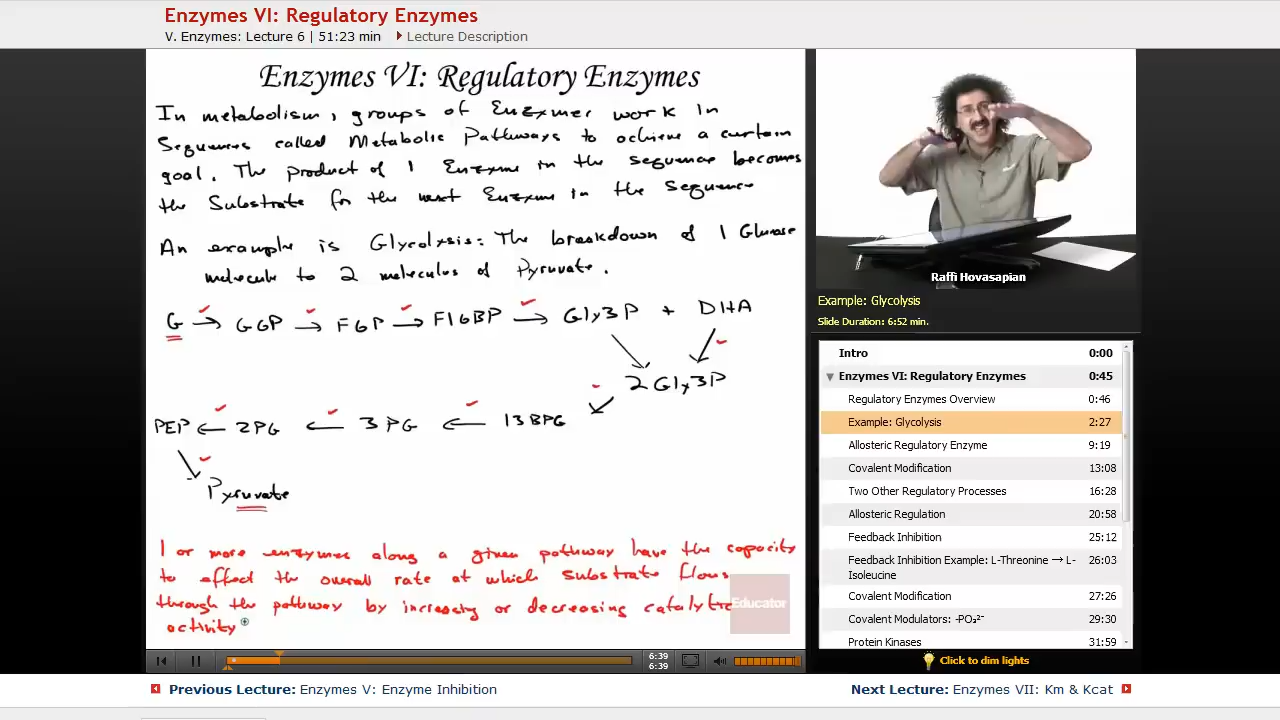 Enzymes VI: Regulatory Enzymes
V. Enzymes: Lecture 6 | 51:23 min
Lecture Description
Enzymes VI: Regulatory Enzymes
In metabolism, groups of Enzymes work in
Sequences called Metabolic Pathways to achieve a curtain
goal. The product of 1 Enzyme in the sequence becomes
the Substrate for the next Enzyme in the Sequence
An example is Glycolysis: The breakdown of 1 Glucose
molecule to 2 molecules of Pyruvate.
G → G6P → F6P → F16BP → Gly3P + DHA
2 Gly3P
PEP ← 2PG ← 3PG ← 13BPG
Pyruvate
1 or more enzymes along a given pathway have the capacity
to affect the overall rate at which substrate flows
through the pathway by increasing or decreasing catalytic
activity
Educator
Raffi Hovasapian
Example: Glycolysis
Slide Duration: 6:52 min.
Intro 0:00
Enzymes VI: Regulatory Enzymes 0:45
Regulatory Enzymes Overview 0:46
Example: Glycolysis 2:27
Allosteric Regulatory Enzyme 9:19
Covalent Modification 13:08
Two Other Regulatory Processes 16:28
Allosteric Regulation 20:58
Feedback Inhibition 25:12
Feedback Inhibition Example: L-Threonine → L-
Isoleucine 26:03
Covalent Modification 27:26
Covalent Modulators: -PO₃²⁻ 29:30
Protein Kinases 31:59
6:39
6:39
Click to dim lights
Previous Lecture: Enzymes V: Enzyme Inhibition
Next Lecture: Enzymes VII: Km & Kcat